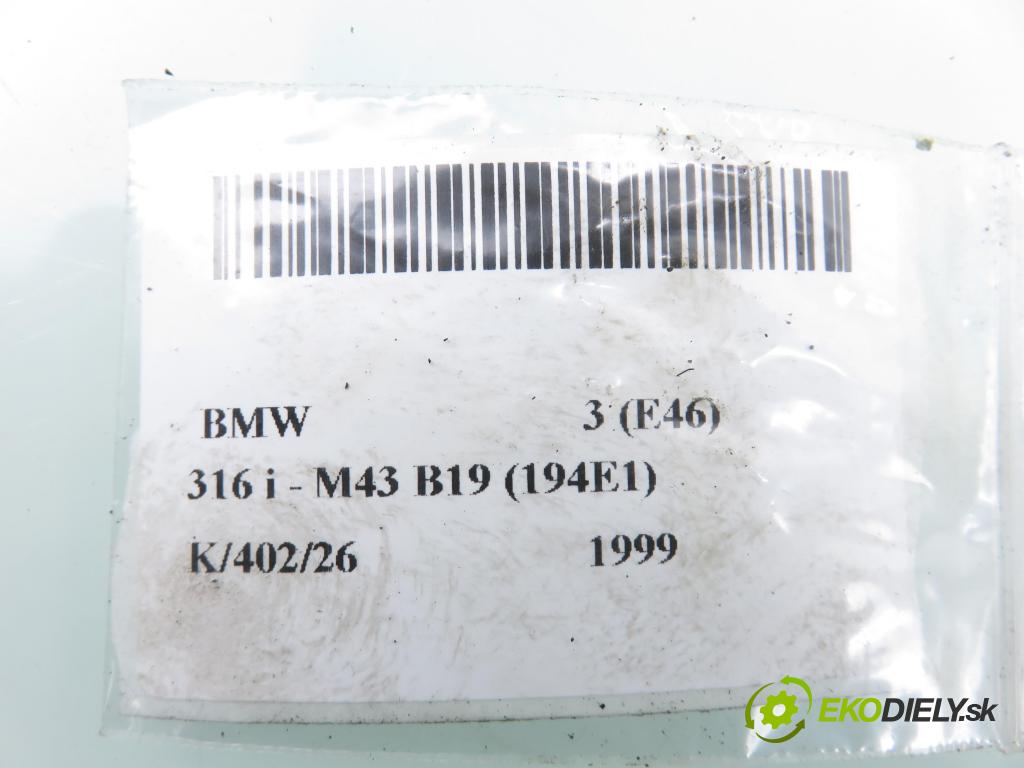 BMW 3 (E46)
316 i - M43 B19 (194E1)
K/402/26 1999
EKODIELY.sk